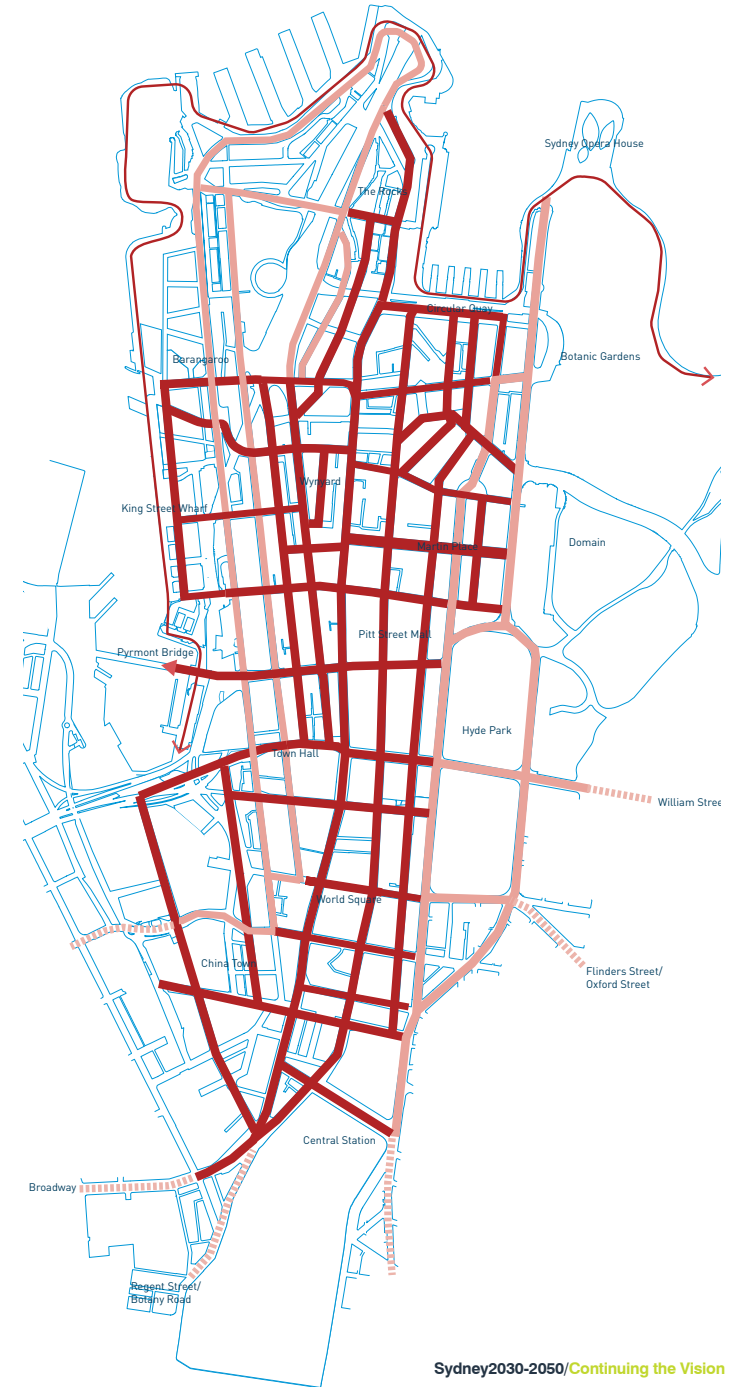 Sydney Opera House
The Rocks
Circular Quay
Barangaroo
Botanic Gardens
Wynyard
King Street Wharf
Martin Place
Domain
Pitt Street Mall
Pyrmont Bridge
Hyde Park
Town Hall
William Stree
World Square
China Town
Flinders Street/
Oxford Street
Central Station
Broadway
Regent Street/
Botany Road
Sydney2030-2050/Continuing the Vision